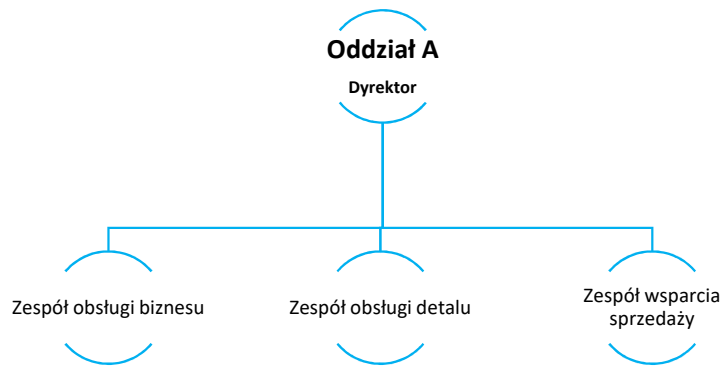 Oddział A
Dyrektor
Zespół obsługi biznesu
Zespół obsługi detalu
Zespół wsparcia
sprzedaży